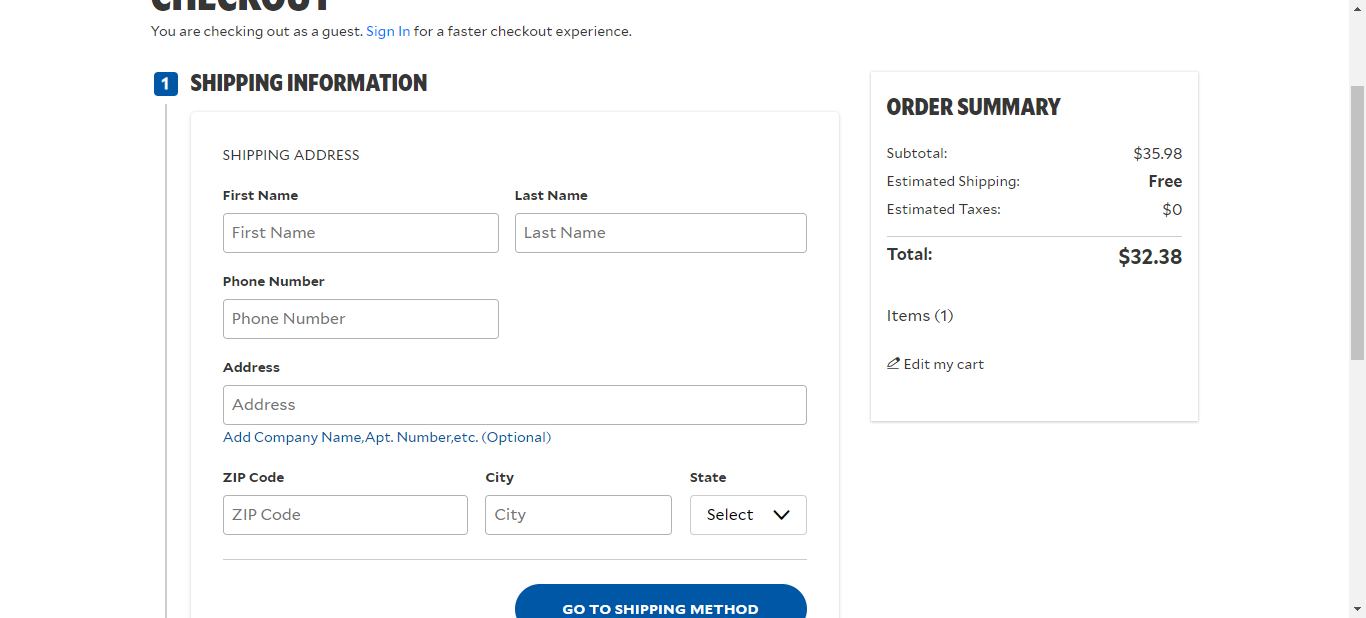 CHECKOUT
You are checking out as a guest. Sign In for a faster checkout experience.
1 SHIPPING INFORMATION
SHIPPING ADDRESS
First Name Last Name
First Name Last Name
Phone Number
Phone Number
Address
Address
Add Company Name,Apt. Number,etc. (Optional)
ZIP Code City State
ZIP Code City Select
GO TO SHIPPING METHOD
ORDER SUMMARY
Subtotal: $35.98
Estimated Shipping: Free
Estimated Taxes: $0
Total: $32.38
Items (1)
Edit my cart